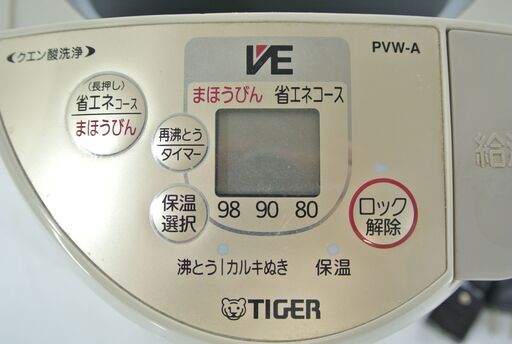 クエン酸洗浄
VE
PVW-A
(長押し)
省エネコース
まほうびん
まほうびん 省エネコース
再沸とう
タイマー
保温
選択
98 90 80
ロック
解除
沸とう|カルキぬき 保温
TIGER
給